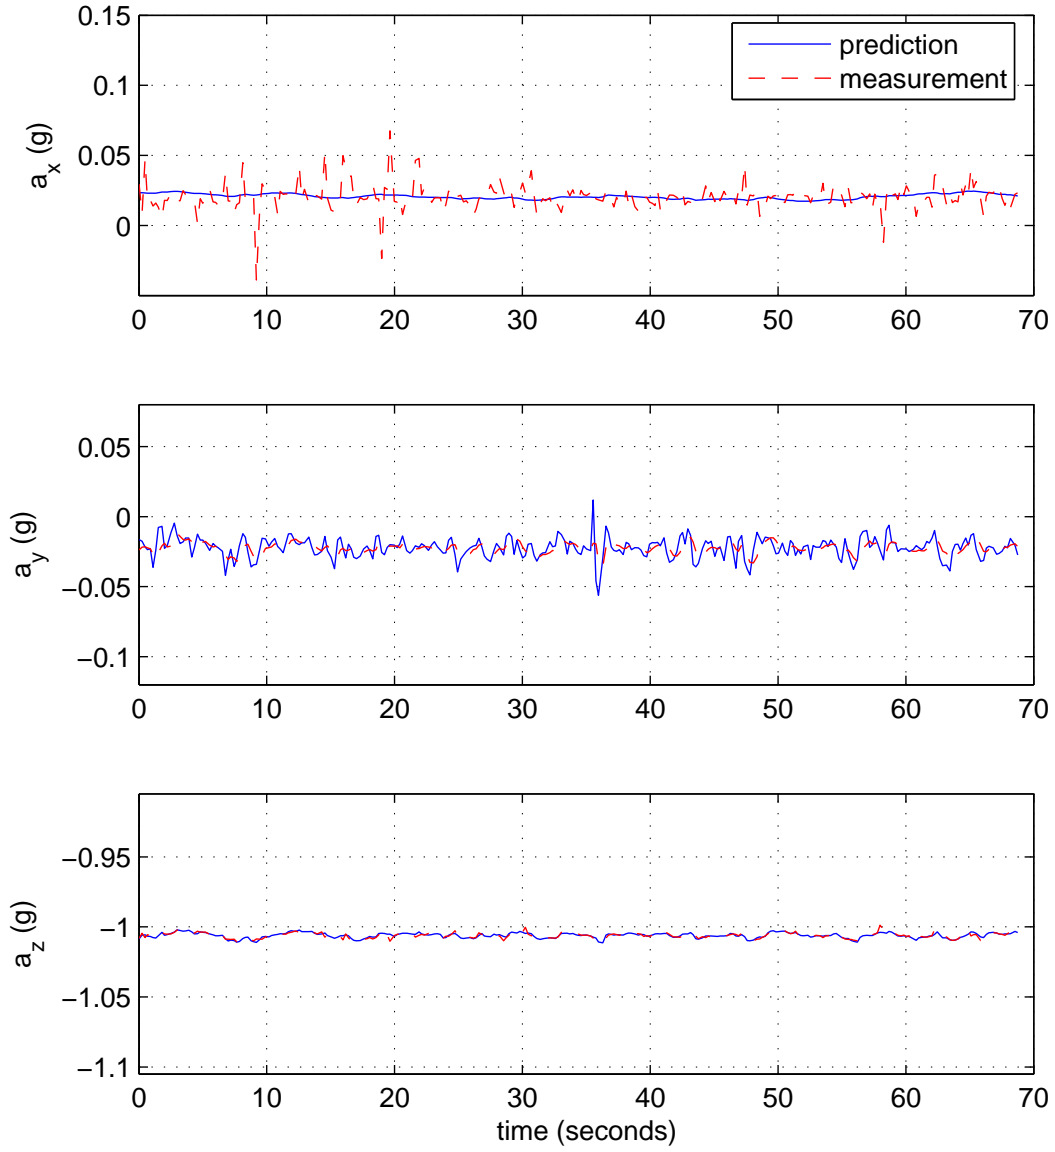 0.15
prediction
measurement
0.1
0.05
0
a_x (g)
0 10 20 30 40 50 60 70
0.05
0
−0.05
−0.1
a_y (g)
0 10 20 30 40 50 60 70
−0.95
−1
−1.05
−1.1
a_z (g)
0 10 20 30 40 50 60 70
time (seconds)